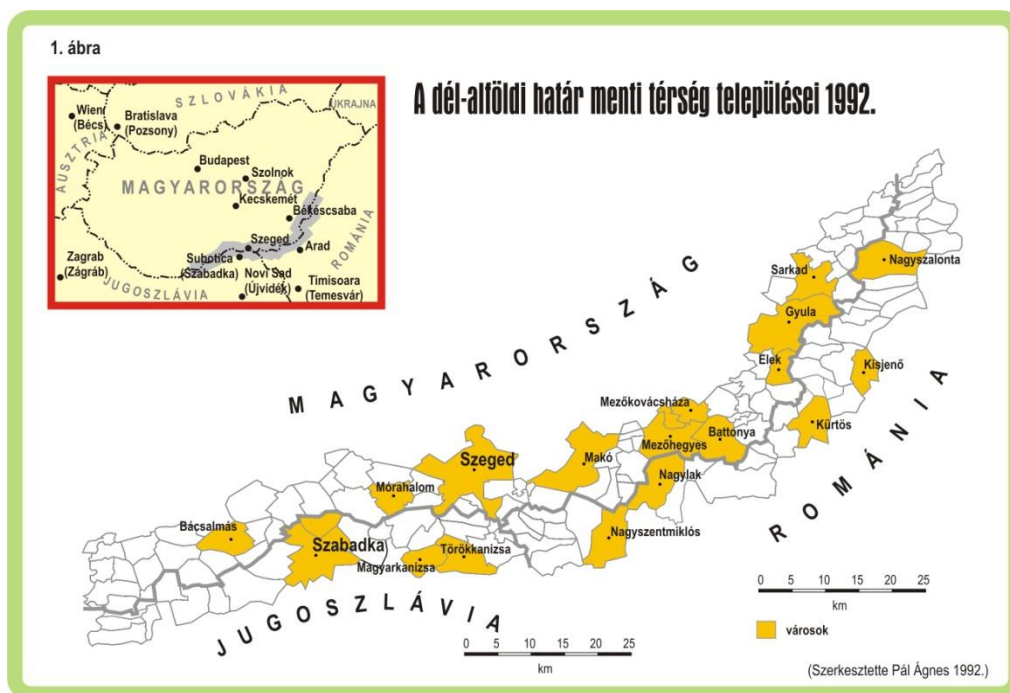 1. ábra
A dél-alföldi határ menti térség települései 1992.
SZLOVÁKIA
UKRAJNA
Wien
(Bécs)
Bratislava
(Pozsony)
AUSZTRIA
Budapest
Szolnok
MAGYARORSZÁG
Kecskemét
Békéscsaba
ROMÁNIA
Szeged
Arad
Subotica
(Szabadka)
Zagrab
(Zágráb)
Novi Sad
(Újvidék)
Timisoara
(Temesvár)
JUGOSZLÁVIA
MAGYARORSZÁG
Nagyszalonta
Sarkad
Gyula
Elek
Kisjenő
Kürtös
Mezőkovácsháza
Battonya
Mezőhegyes
Makó
Nagylak
Szeged
Mórahalom
Nagyszentmiklós
Bácsalmás
Szabadka
Törökkanizsa
Magyarkanizsa
ROMÁNIA
JUGOSZLÁVIA
0 5 10 15 20 25
km
0 5 10 15 20 25
km
városok
(Szerkesztette Pál Ágnes 1992.)